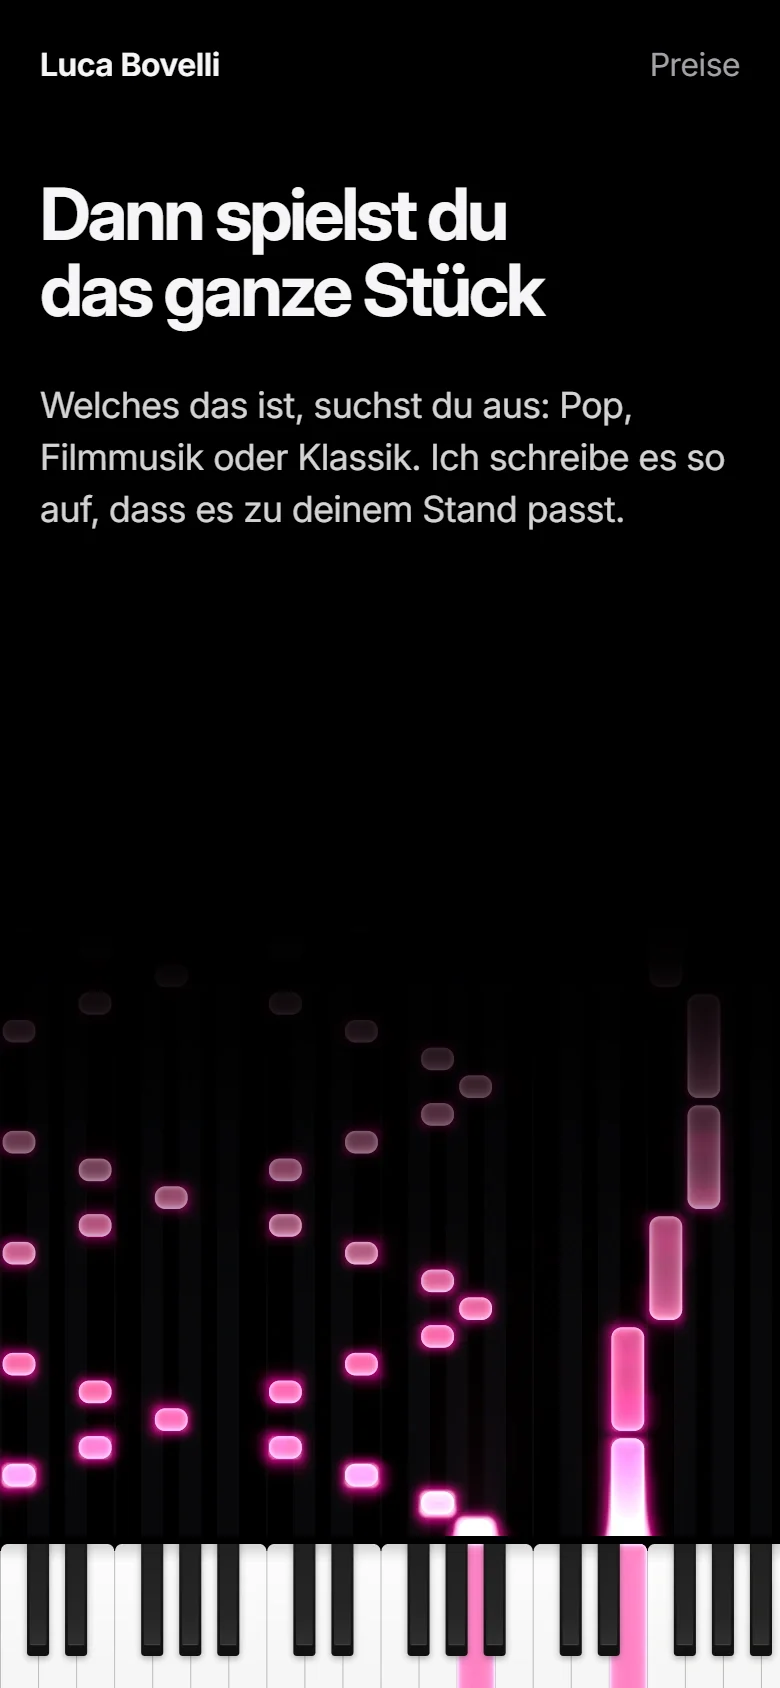 Luca Bovelli
Preise
Dann spielst du
das ganze Stück
Welches das ist, suchst du aus: Pop,
Filmmusik oder Klassik. Ich schreibe es so
auf, dass es zu deinem Stand passt.